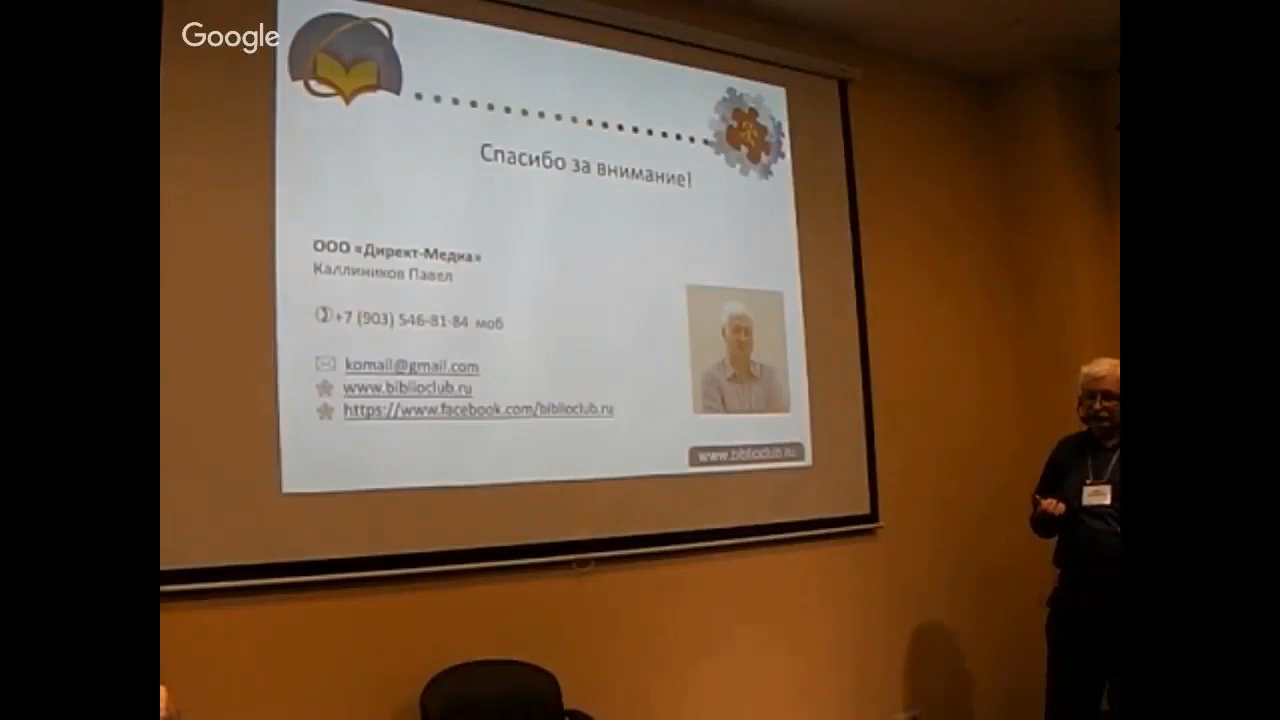 Google
Спасибо за внимание!
ООО «Директ-Медиа»
Каллиников Павел
+7 (903) 546-81-84 моб
komail@gmail.com
www.biblioclub.ru
https://www.facebook.com/biblioclub.ru
www.biblioclub.ru